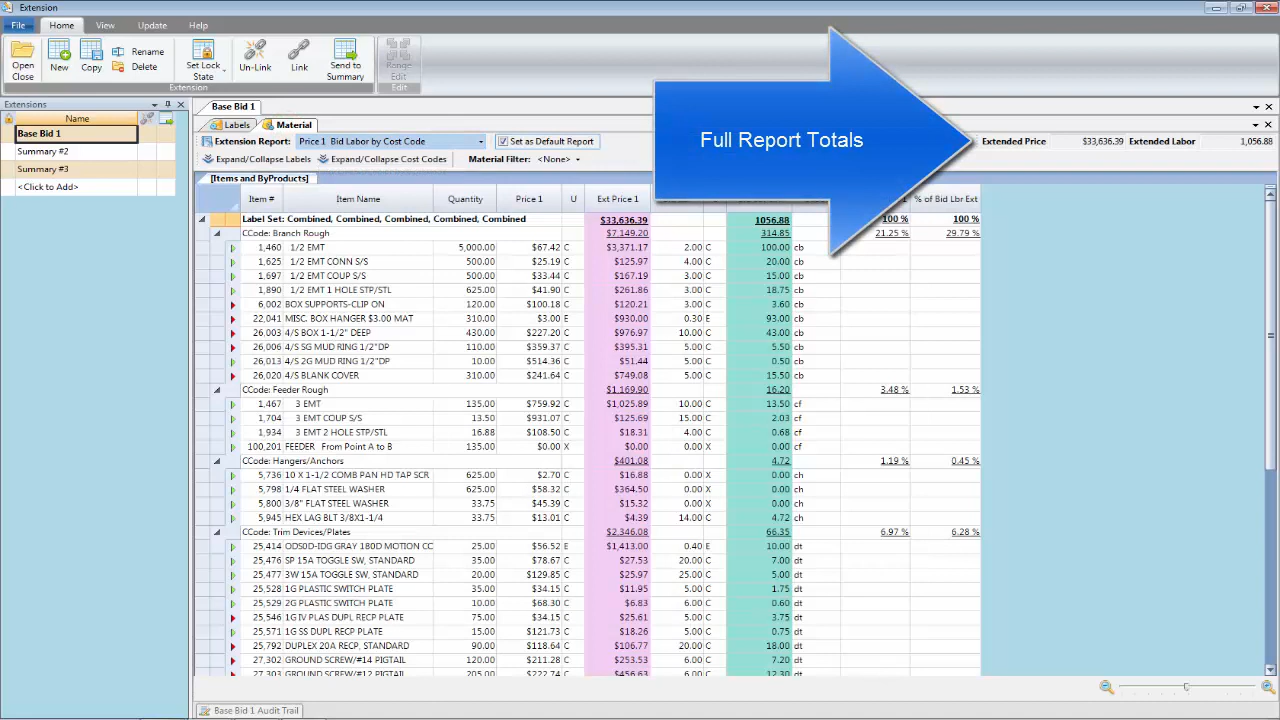 Extension
File Home View Update Help
Open Close New Copy Rename Delete Set Lock State Un-Link Link Send to Summary Range Edit
Extension Edit
Extensions
Name
Base Bid 1
Summary #2
Summary #3
<Click to Add>
Base Bid 1
Labels Material
Extension Report: Price 1 Bid Labor by Cost Code Set as Default Report
Expand/Collapse Labels Expand/Collapse Cost Codes Material Filter: <None>
Full Report Totals
Extended Price $33,636.39 Extended Labor 1,056.88
[Items and ByProducts]
Item # Item Name Quantity Price 1 U Ext Price 1 % of Bid Lbr Ext
Label Set: Combined, Combined, Combined, Combined, Combined $33,636.39 1056.88 100 % 100 %
CCode: Branch Rough $7,149.20 314.85 21.25 % 29.79 %
1,460 1/2 EMT 5,000.00 $67.42 C $3,371.17 2.00 C 100.00 cb
1,625 1/2 EMT CONN S/S 500.00 $25.19 C $125.97 4.00 C 20.00 cb
1,697 1/2 EMT COUP S/S 500.00 $33.44 C $167.19 3.00 C 15.00 cb
1,890 1/2 EMT 1 HOLE STP/STL 625.00 $41.90 C $261.86 3.00 C 18.75 cb
6,002 BOX SUPPORTS-CLIP ON 120.00 $100.18 C $120.21 3.00 C 3.60 cb
22,041 MISC. BOX HANGER $3.00 MAT 310.00 $3.00 E $930.00 0.30 E 93.00 cb
26,003 4/S BOX 1-1/2" DEEP 430.00 $227.20 C $976.97 10.00 C 43.00 cb
26,006 4/S SG MUD RING 1/2"DP 110.00 $359.37 C $395.31 5.00 C 5.50 cb
26,013 4/S 2G MUD RING 1/2"DP 10.00 $514.36 C $51.44 5.00 C 0.50 cb
26,020 4/S BLANK COVER 310.00 $241.64 C $749.08 5.00 C 15.50 cb
CCode: Feeder Rough $1,169.90 16.20 3.48 % 1.53 %
1,467 3 EMT 135.00 $759.92 C $1,025.89 10.00 C 13.50 cf
1,704 3 EMT COUP S/S 13.50 $931.07 C $125.69 15.00 C 2.03 cf
1,934 3 EMT 2 HOLE STP/STL 16.88 $108.50 C $18.31 4.00 C 0.68 cf
100,201 FEEDER From Point A to B 135.00 $0.00 X $0.00 0.00 X 0.00 cf
CCode: Hangers/Anchors $401.08 4.72 1.19 % 0.45 %
5,736 10 X 1-1/2 COMB PAN HD TAP SCR 625.00 $2.70 C $16.88 0.00 X 0.00 ch
5,798 1/4 FLAT STEEL WASHER 625.00 $58.32 C $364.50 0.00 X 0.00 ch
5,800 3/8" FLAT STEEL WASHER 33.75 $45.39 C $15.32 0.00 X 0.00 ch
5,945 HEX LAG BLT 3/8X1-1/4 33.75 $13.01 C $4.39 14.00 C 4.72 ch
CCode: Trim Devices/Plates $2,346.08 66.35 6.97 % 6.28 %
25,414 ODS0D-IDG GRAY 180D MOTION CC 25.00 $56.52 E $1,413.00 0.40 E 10.00 dt
25,476 SP 15A TOGGLE SW, STANDARD 35.00 $78.67 C $27.53 20.00 C 7.00 dt
25,477 3W 15A TOGGLE SW, STANDARD 20.00 $129.85 C $25.97 25.00 C 5.00 dt
25,528 1G PLASTIC SWITCH PLATE 35.00 $34.15 C $11.95 5.00 C 1.75 dt
25,529 2G PLASTIC SWITCH PLATE 10.00 $68.30 C $6.83 6.00 C 0.60 dt
25,546 1G IV PLAS DUPL RECP PLATE 75.00 $34.15 C $25.61 5.00 C 3.75 dt
25,571 1G SS DUPL RECP PLATE 15.00 $121.73 C $18.26 5.00 C 0.75 dt
25,792 DUPLEX 20A RECP, STANDARD 90.00 $118.64 C $106.77 20.00 C 18.00 dt
27,302 GROUND SCREW/#14 PIGTAIL 120.00 $211.28 C $253.53 6.00 C 7.20 dt
27,303 GROUND SCREW/#12 PIGTAIL 205.00 $222.74 C $456.63 6.00 C 12.30 dt
Base Bid 1 Audit Trail